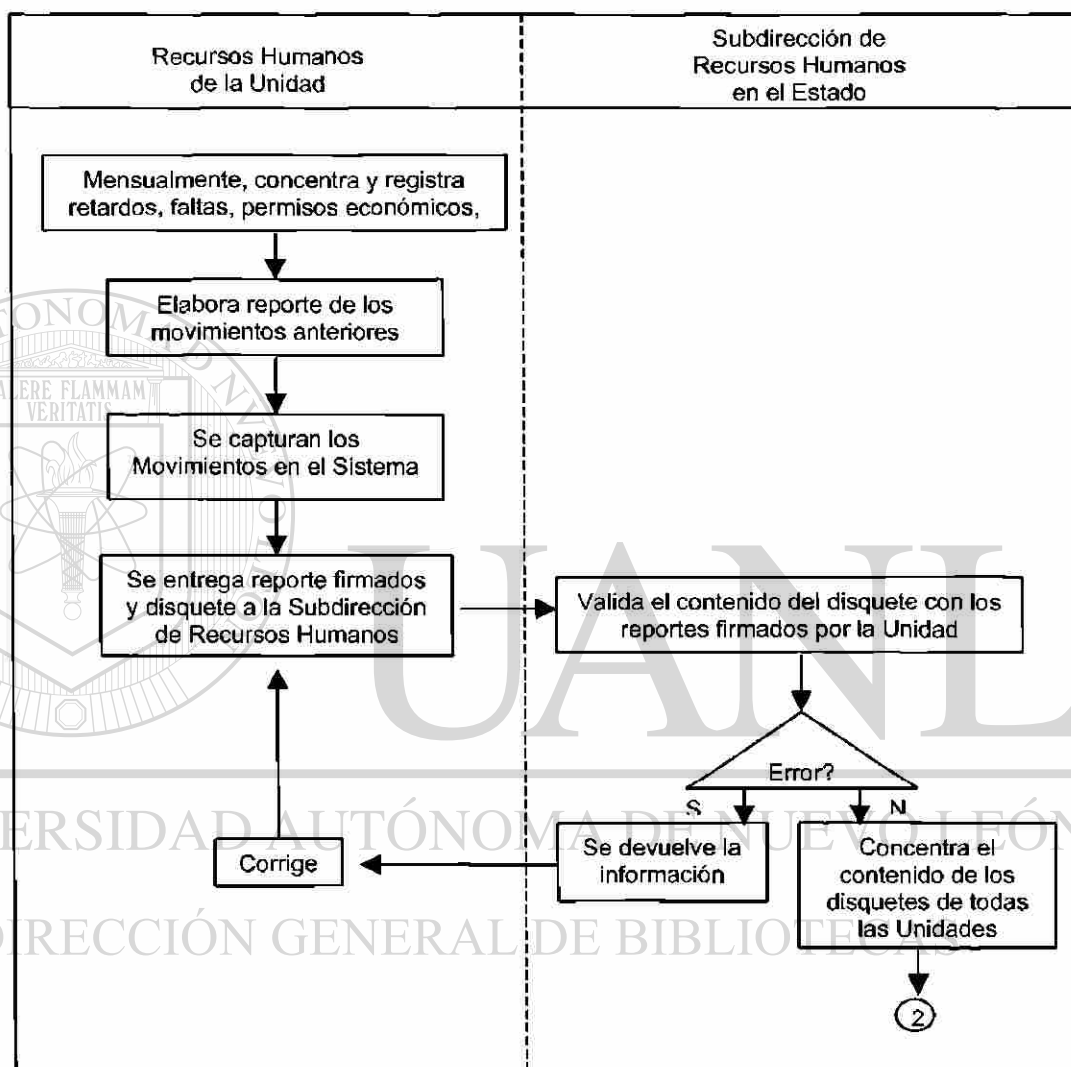 Recursos Humanos
de la Unidad
Subdirección de
Recursos Humanos
en el Estado
Mensualmente, concentra y registra
retardos, faltas, permisos económicos,
Elabora reporte de los
movimientos anteriores
Se capturan los
Movimientos en el Sistema
Se entrega reporte firmados
y disquete a la Subdirección
de Recursos Humanos
Valida el contenido del disquete con los
reportes firmados por la Unidad
Error?
S
N
Se devuelve la
información
Corrige
Concentra el
contenido de los
disquetes de todas
las Unidades
2
ALERE FLAMMAM
VERITATIS
UANL
ERSIDAD AUTÓNOMA DE NUEVO LEÓN
DIRECCIÓN GENERAL DE BIBLIOTECAS